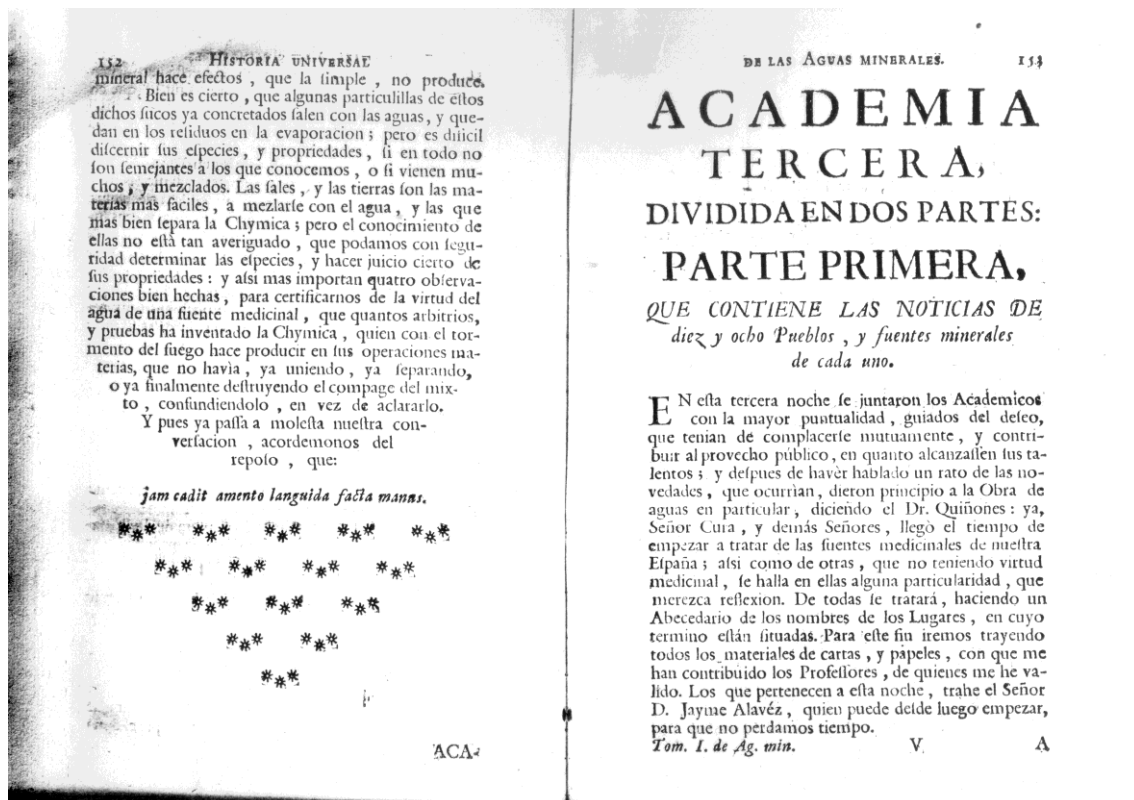 152 HISTORIA UNIVERSAL
mineral hace efectos , que la ſimple , no produce.
Bien es cierto , que algunas particulillas de eſtos
dichos ſucos ya concretados ſalen con las aguas, y que-
dan en los reſiduos en la evaporacion ; pero es diſicil
diſcernir ſus eſpecies , y propriedades , ſi en todo no
ſon ſemejantes a los que conocemos , o ſi vienen mu-
chos , y mezclados. Las ſales , y las tierras ſon las ma-
terias mas faciles , a mezlarſe con el agua , y las que
mas bien ſepara la Chymica ; pero el conocimiento de
ellas no eſtà tan averiguado , que podamos con ſegu-
ridad determinar las eſpecies, y hacer juicio cierto de
ſus propriedades : y aſsi mas importan quatro obſerva-
ciones bien hechas , para certificarnos de la virtud del
agua de una fuente medicinal , que quantos arbitrios,
y pruebas ha inventado la Chymica , quien con el tor-
mento del fuego hace producir en ſus operaciones ma-
terias, que no havìa , ya uniendo , ya ſeparando,
o ya finalmente deſtruyendo el compage del mix-
to , confundiendolo , en vez de aclararlo.
Y pues ya paſſa a moleſta nueſtra con-
verſacion , acordemonos del
repoſo , que:
jam cadit amento languida facta manus.
ACA-
DE LAS AGUAS MINERALES. 153
ACADEMIA
TERCERA,
DIVIDIDA EN DOS PARTES:
PARTE PRIMERA,
QUE CONTIENE LAS NOTICIAS DE
diez y ocho Pueblos , y fuentes minerales
de cada uno.
EN eſta tercera noche ſe juntaron los Academicos
con la mayor puntualidad , guiados del deſeo,
que tenian de complacerſe mutuamente , y contri-
buir al provecho público , en quanto alcanzaſſen ſus ta-
lentos ; y deſpues de havèr hablado un rato de las no-
vedades , que ocurrìan , dieron principio a la Obra de
aguas en particular , diciendo el Dr. Quiñones : ya,
Señor Cura , y demás Señores , llegò el tiempo de
empezar a tratar de las fuentes medicinales de nueſtra
Eſpaña ; aſsi como de otras , que no teniendo virtud
medicinal , ſe halla en ellas alguna particularidad , que
merezca reflexion. De todas ſe tratará , haciendo un
Abecedario de los nombres de los Lugares , en cuyo
termino eſtán ſituadas. Para eſte fin iremos trayendo
todos los materiales de cartas , y papeles , con que me
han contribuido los Profeſſores , de quienes me he va-
lido. Los que pertenecen a eſta noche , trahe el Señor
D. Jayme Alavéz , quien puede deſde luego empezar,
para que no perdamos tiempo.
Tom. I. de Ag. min. V A